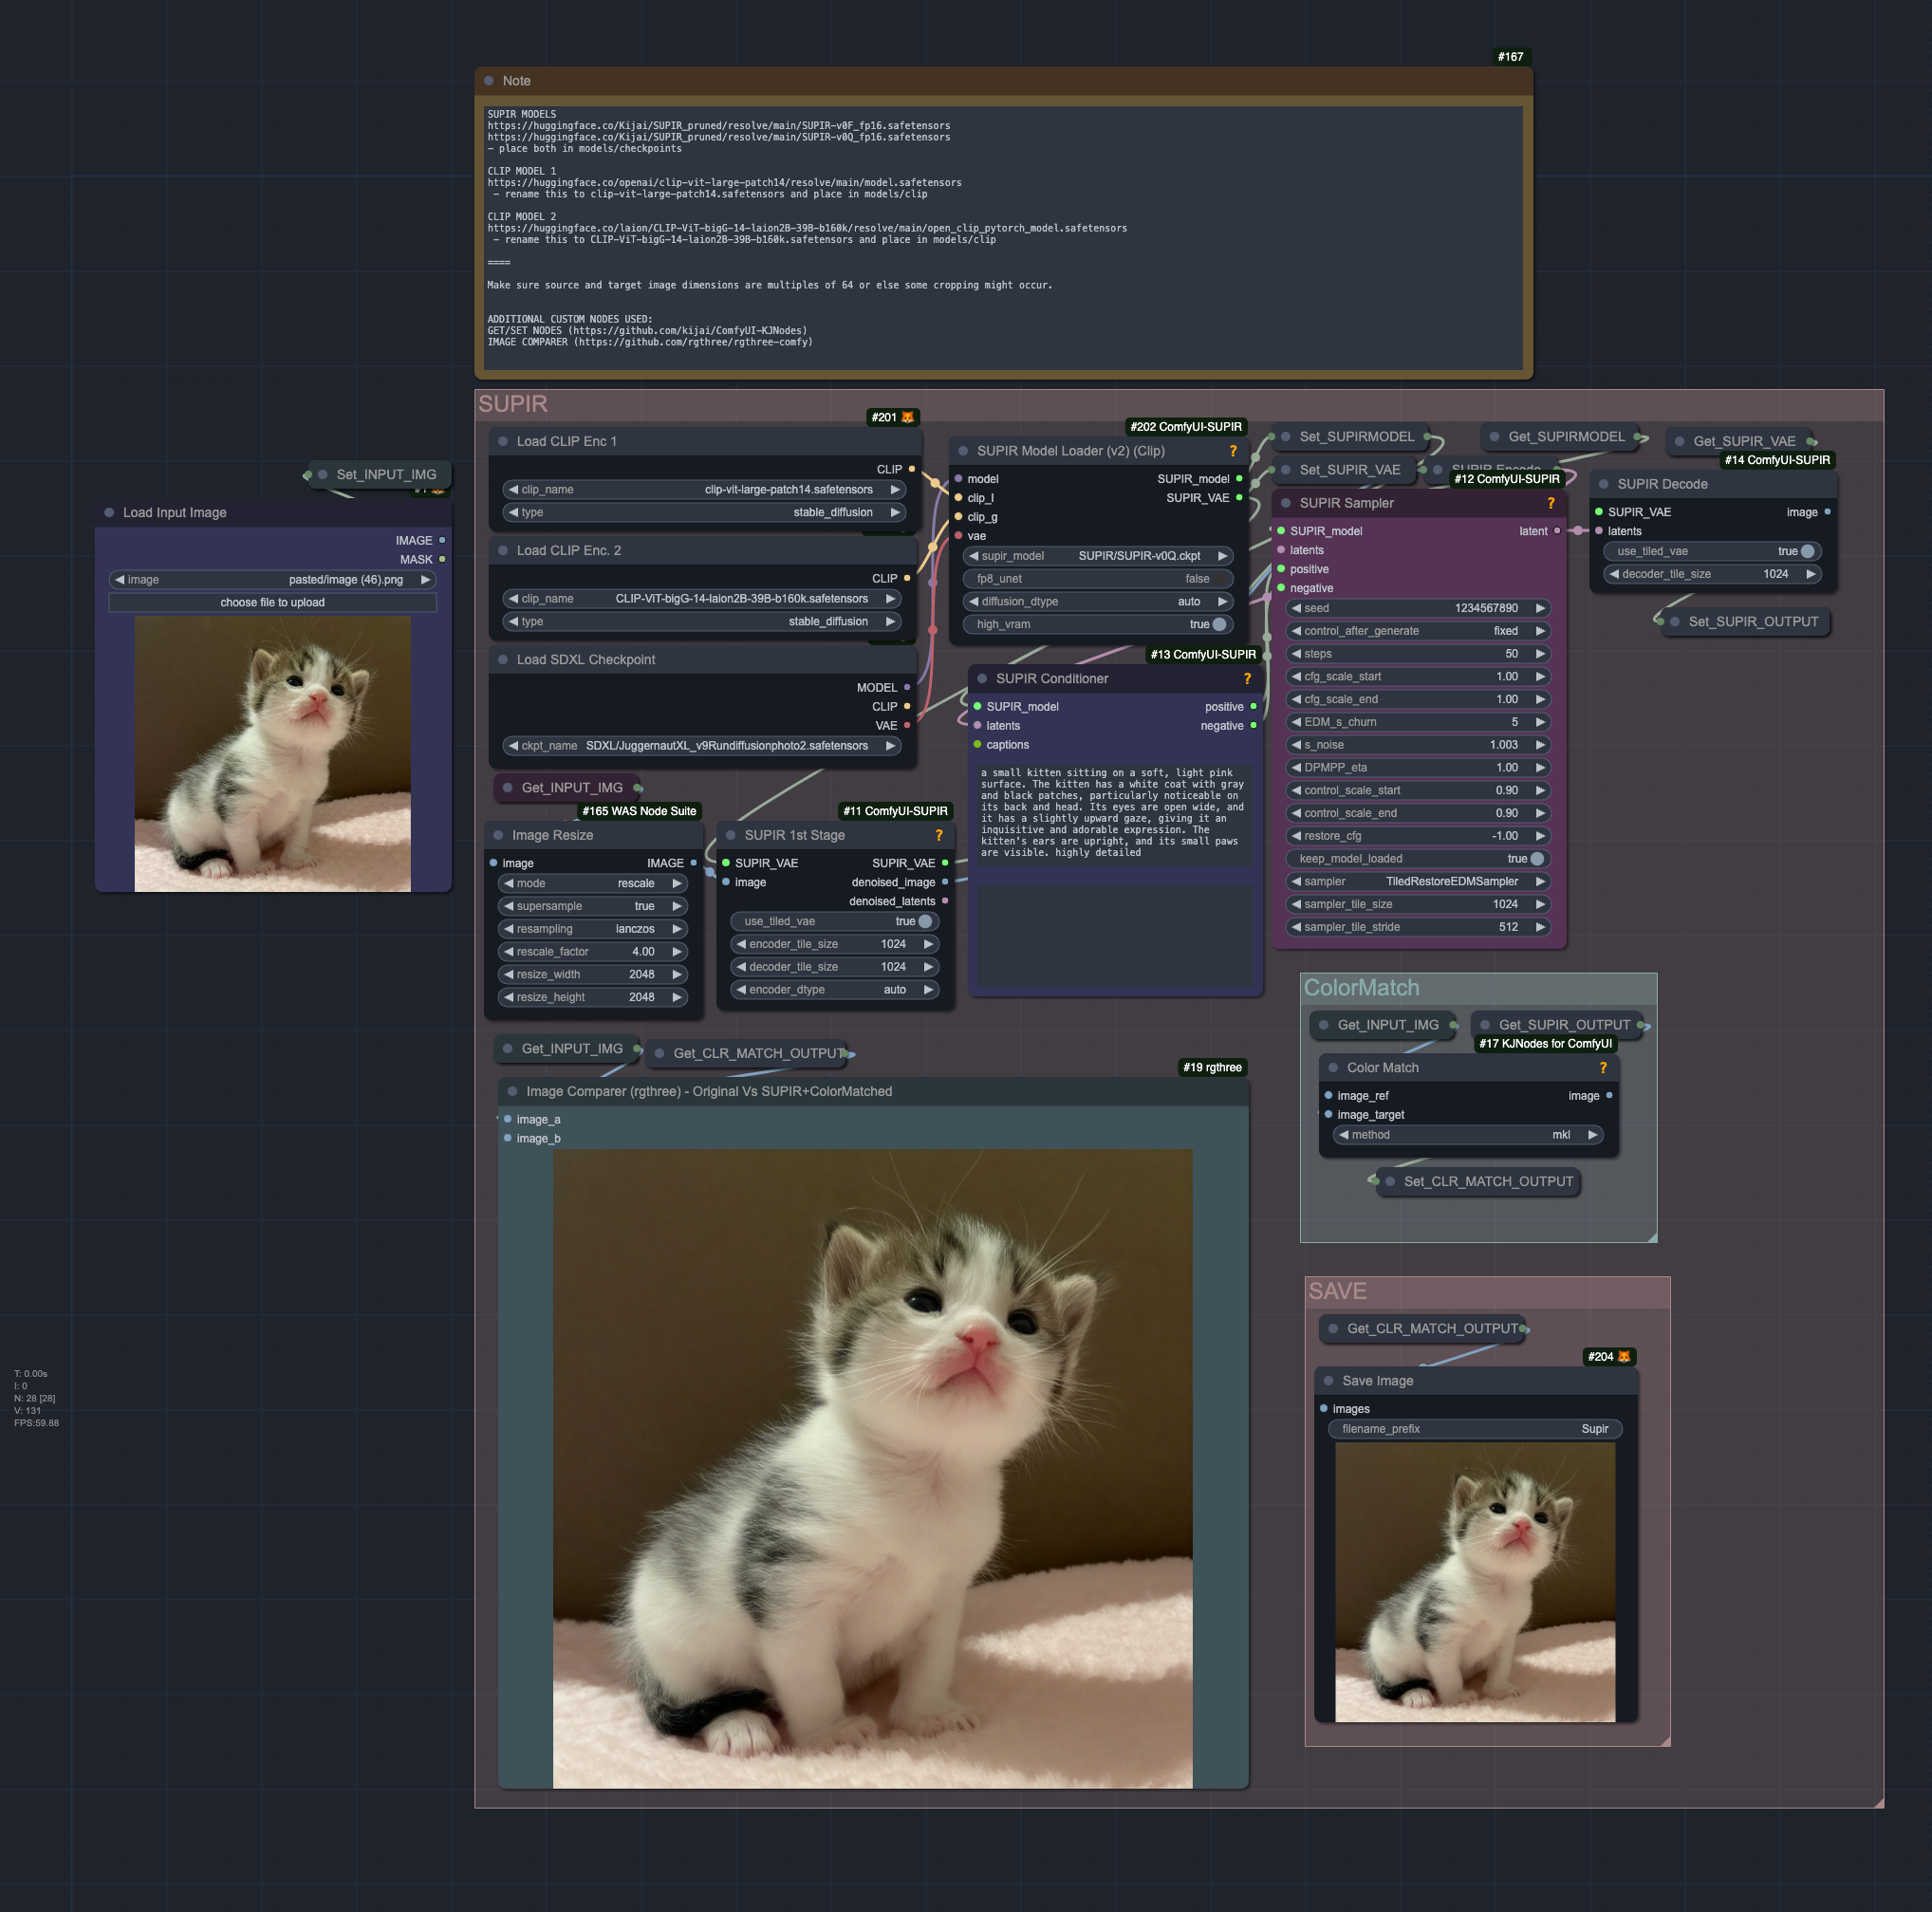 #167
Note
SUPIR MODELS
https://huggingface.co/Kijai/SUPIR_pruned/resolve/main/SUPIR-v0F_fp16.safetensors
https://huggingface.co/Kijai/SUPIR_pruned/resolve/main/SUPIR-v0Q_fp16.safetensors
- place both in models/checkpoints
CLIP MODEL 1
https://huggingface.co/openai/clip-vit-large-patch14/resolve/main/model.safetensors
- rename this to clip-vit-large-patch14.safetensors and place in models/clip
CLIP MODEL 2
https://huggingface.co/laion/CLIP-ViT-bigG-14-laion2B-39B-b160k/resolve/main/open_clip_pytorch_model.safetensors
- rename this to CLIP-ViT-bigG-14-laion2B-39B-b160k.safetensors and place in models/clip
====
Make sure source and target image dimensions are multiples of 64 or else some cropping might occur.
ADDITIONAL CUSTOM NODES USED:
GET/SET NODES (https://github.com/kijai/ComfyUI-KJNodes)
IMAGE COMPARER (https://github.com/rgthree/rgthree-comfy)
Set_INPUT_IMG
Load Input Image
IMAGE
MASK
image pasted/image (46).png
choose file to upload
SUPIR
#201
Load CLIP Enc 1
CLIP
clip_name clip-vit-large-patch14.safetensors
type stable_diffusion
Load CLIP Enc. 2
CLIP
clip_name CLIP-ViT-bigG-14-laion2B-39B-b160k.safetensors
type stable_diffusion
Load SDXL Checkpoint
MODEL
CLIP
VAE
ckpt_name SDXL/JuggernautXL_v9Rundiffusionphoto2.safetensors
#202 ComfyUI-SUPIR
SUPIR Model Loader (v2) (Clip) ?
model SUPIR_model
clip_l SUPIR_VAE
clip_g
vae
supir_model SUPIR/SUPIR-v0Q.ckpt
fp8_unet false
diffusion_dtype auto
high_vram true
Set_SUPIRMODEL
Get_SUPIRMODEL
Get_SUPIR_VAE
Set_SUPIR_VAE
SUPIR Encode
#12 ComfyUI-SUPIR
SUPIR Sampler ?
SUPIR_model latent
latents
positive
negative
seed 1234567890
control_after_generate fixed
steps 50
cfg_scale_start 1.00
cfg_scale_end 1.00
EDM_s_churn 5
s_noise 1.003
DPMPP_eta 1.00
control_scale_start 0.90
control_scale_end 0.90
restore_cfg -1.00
keep_model_loaded true
sampler TiledRestoreEDMSampler
sampler_tile_size 1024
sampler_tile_stride 512
#14 ComfyUI-SUPIR
SUPIR Decode
SUPIR_VAE image
latents
use_tiled_vae true
decoder_tile_size 1024
Set_SUPIR_OUTPUT
#13 ComfyUI-SUPIR
SUPIR Conditioner ?
SUPIR_model positive
latents negative
captions
a small kitten sitting on a soft, light pink
surface. The kitten has a white coat with gray
and black patches, particularly noticeable on
its back and head. Its eyes are open wide, and
it has a slightly upward gaze, giving it an
inquisitive and adorable expression. The
kitten's ears are upright, and its small paws
are visible. highly detailed
Get_INPUT_IMG
#165 WAS Node Suite
Image Resize
image IMAGE
mode rescale
supersample true
resampling lanczos
rescale_factor 4.00
resize_width 2048
resize_height 2048
#11 ComfyUI-SUPIR
SUPIR 1st Stage ?
SUPIR_VAE SUPIR_VAE
image denoised_image
denoised_latents
use_tiled_vae true
encoder_tile_size 1024
decoder_tile_size 1024
encoder_dtype auto
Get_INPUT_IMG
Get_CLR_MATCH_OUTPUT
#19 rgthree
Image Comparer (rgthree) - Original Vs SUPIR+ColorMatched
image_a
image_b
ColorMatch
Get_INPUT_IMG
Get_SUPIR_OUTPUT
#17 KJNodes for ComfyUI
Color Match ?
image_ref image
image_target
method mkl
Set_CLR_MATCH_OUTPUT
SAVE
Get_CLR_MATCH_OUTPUT
#204
Save Image
images
filename_prefix Supir
T: 0.00s
I: 0
N: 28 [28]
V: 131
FPS:59.88